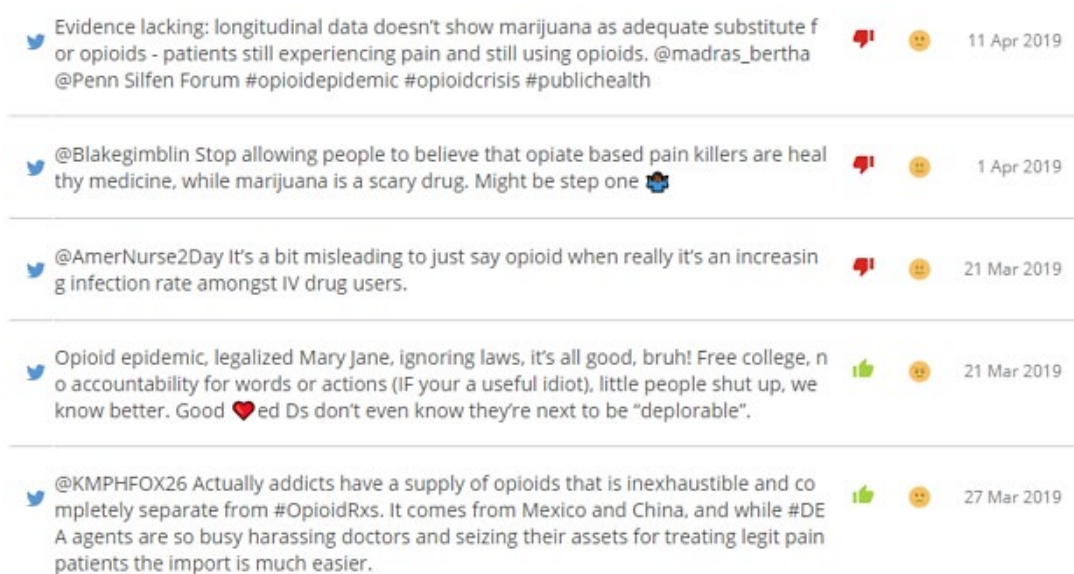 Evidence lacking: longitudinal data doesn't show marijuana as adequate substitute f
or opioids - patients still experiencing pain and still using opioids. @madras_bertha
@Penn Silfen Forum #opioidepidemic #opioidcrisis #publichealth
11 Apr 2019
@Blakegimblin Stop allowing people to believe that opiate based pain killers are heal
thy medicine, while marijuana is a scary drug. Might be step one 🤷🏿‍♂️
1 Apr 2019
@AmerNurse2Day It's a bit misleading to just say opioid when really it's an increasin
g infection rate amongst IV drug users.
21 Mar 2019
Opioid epidemic, legalized Mary Jane, ignoring laws, it's all good, bruh! Free college, n
o accountability for words or actions (IF your a useful idiot), little people shut up, we
know better. Good ❤️ed Ds don't even know they're next to be “deplorable”.
21 Mar 2019
@KMPHFOX26 Actually addicts have a supply of opioids that is inexhaustible and co
mpletely separate from #OpioidRxs. It comes from Mexico and China, and while #DE
A agents are so busy harassing doctors and seizing their assets for treating legit pain
patients the import is much easier.
27 Mar 2019